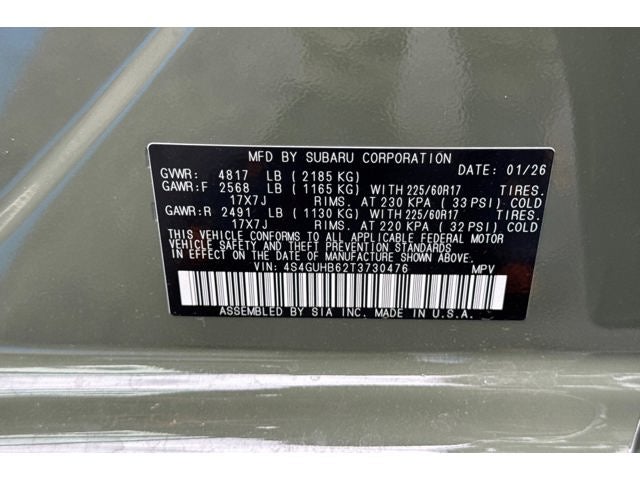 MFD BY SUBARU CORPORATION DATE: 01/26
GVWR: 4817 LB ( 2185 KG)
GAWR:F 2568 LB ( 1165 KG) WITH 225/60R17 TIRES.
17X7J RIMS. AT 230 KPA ( 33 PSI) COLD
GAWR:R 2491 LB ( 1130 KG) WITH 225/60R17 TIRES.
17X7J RIMS. AT 220 KPA ( 32 PSI) COLD
THIS VEHICLE CONFORMS TO ALL APPLICABLE FEDERAL MOTOR
VEHICLE SAFETY AND THEFT PREVENTION STANDARDS
IN EFFECT ON THE DATE OF MANUFACTURE SHOWN ABOVE.
VIN: 4S4GUHB62T3730476 MPV
ASSEMBLED BY SIA INC. MADE IN U.S.A.